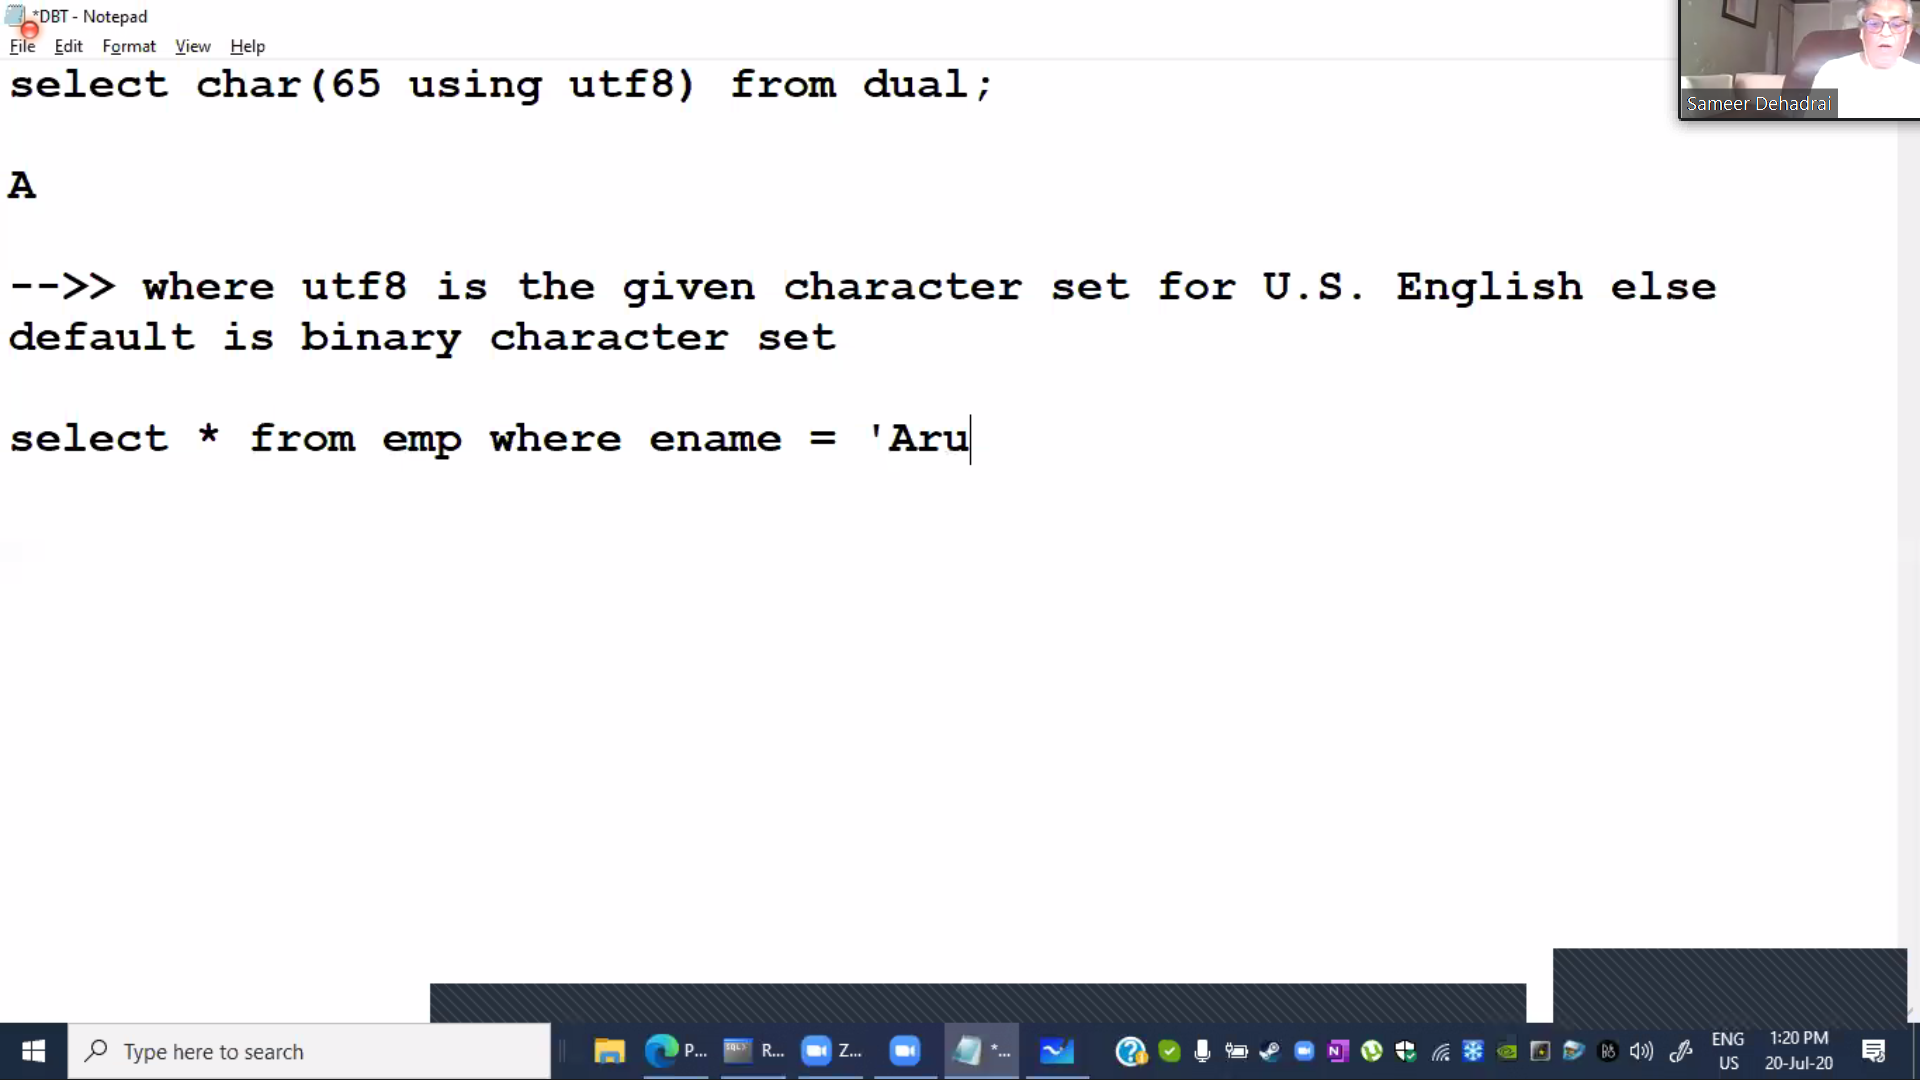 *DBT - Notepad
File Edit Format View Help
select char(65 using utf8) from dual;
Sameer Dehadrai
A
-->> where utf8 is the given character set for U.S. English else
default is binary character set
select * from emp where ename = 'Aru
Type here to search
P...
R...
Z...
*...
ENG
US
1:20 PM
20-Jul-20